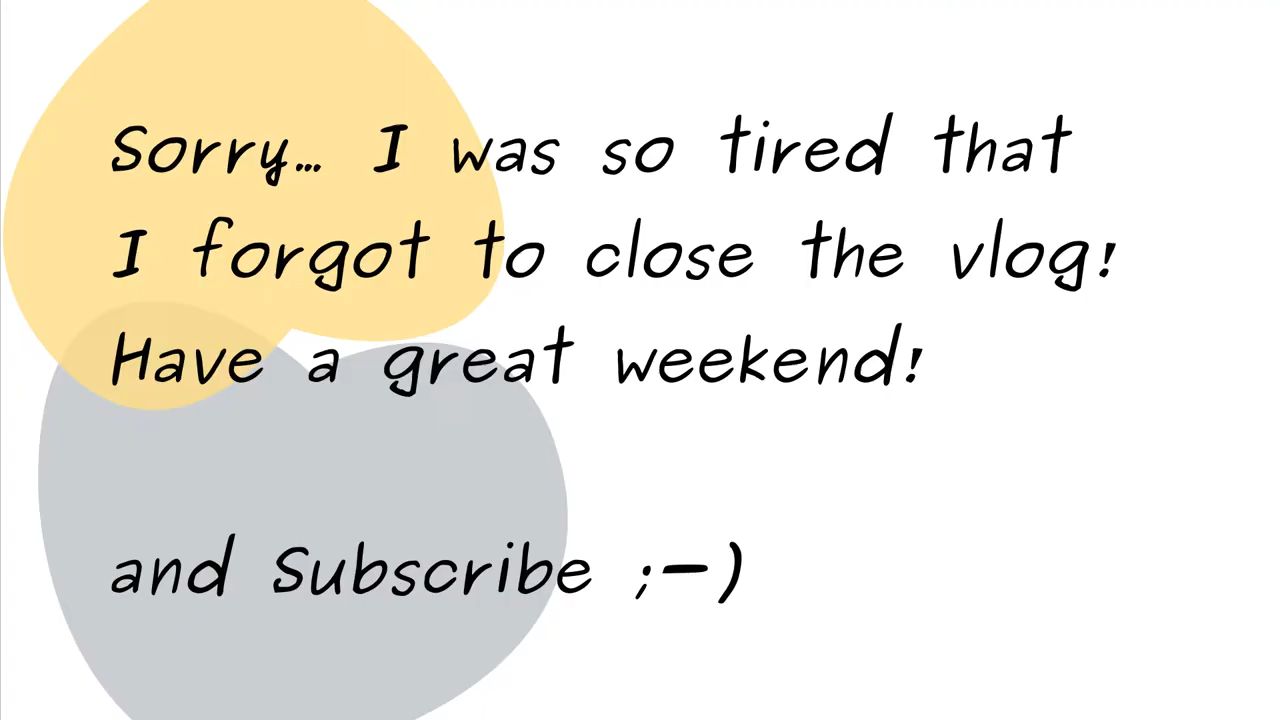 Sorry... I was so tired that
I forgot to close the vlog!
Have a great weekend!
and Subscribe ;-)